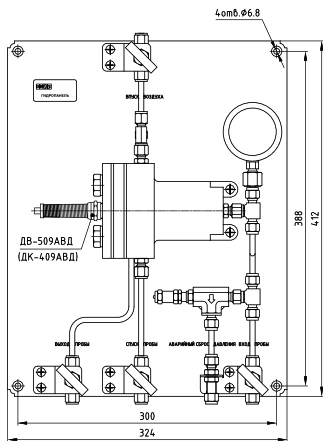 4отв.Ø6.8
ГИДРОПАНЕЛЬ
ВПУСК ВОЗДУХА
ДВ-509АВД
(ДК-409АВД)
388
412
ВЫХОД ПРОБЫ
СПУСК ПРОБЫ
АВАРИЙНЫЙ СБРОС ДАВЛЕНИЯ
ВХОД ПРОБЫ
300
324